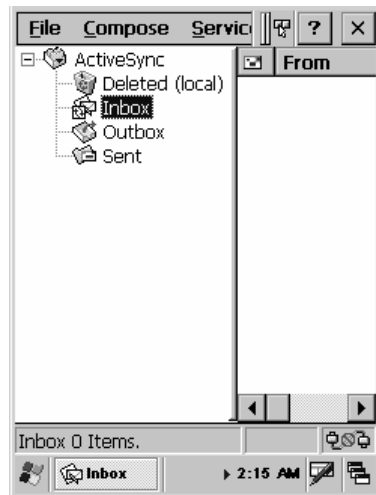 File Compose Servic ?
ActiveSync
From
Deleted (local)
Inbox
Outbox
Sent
Inbox 0 Items.
Inbox 2:15 AM